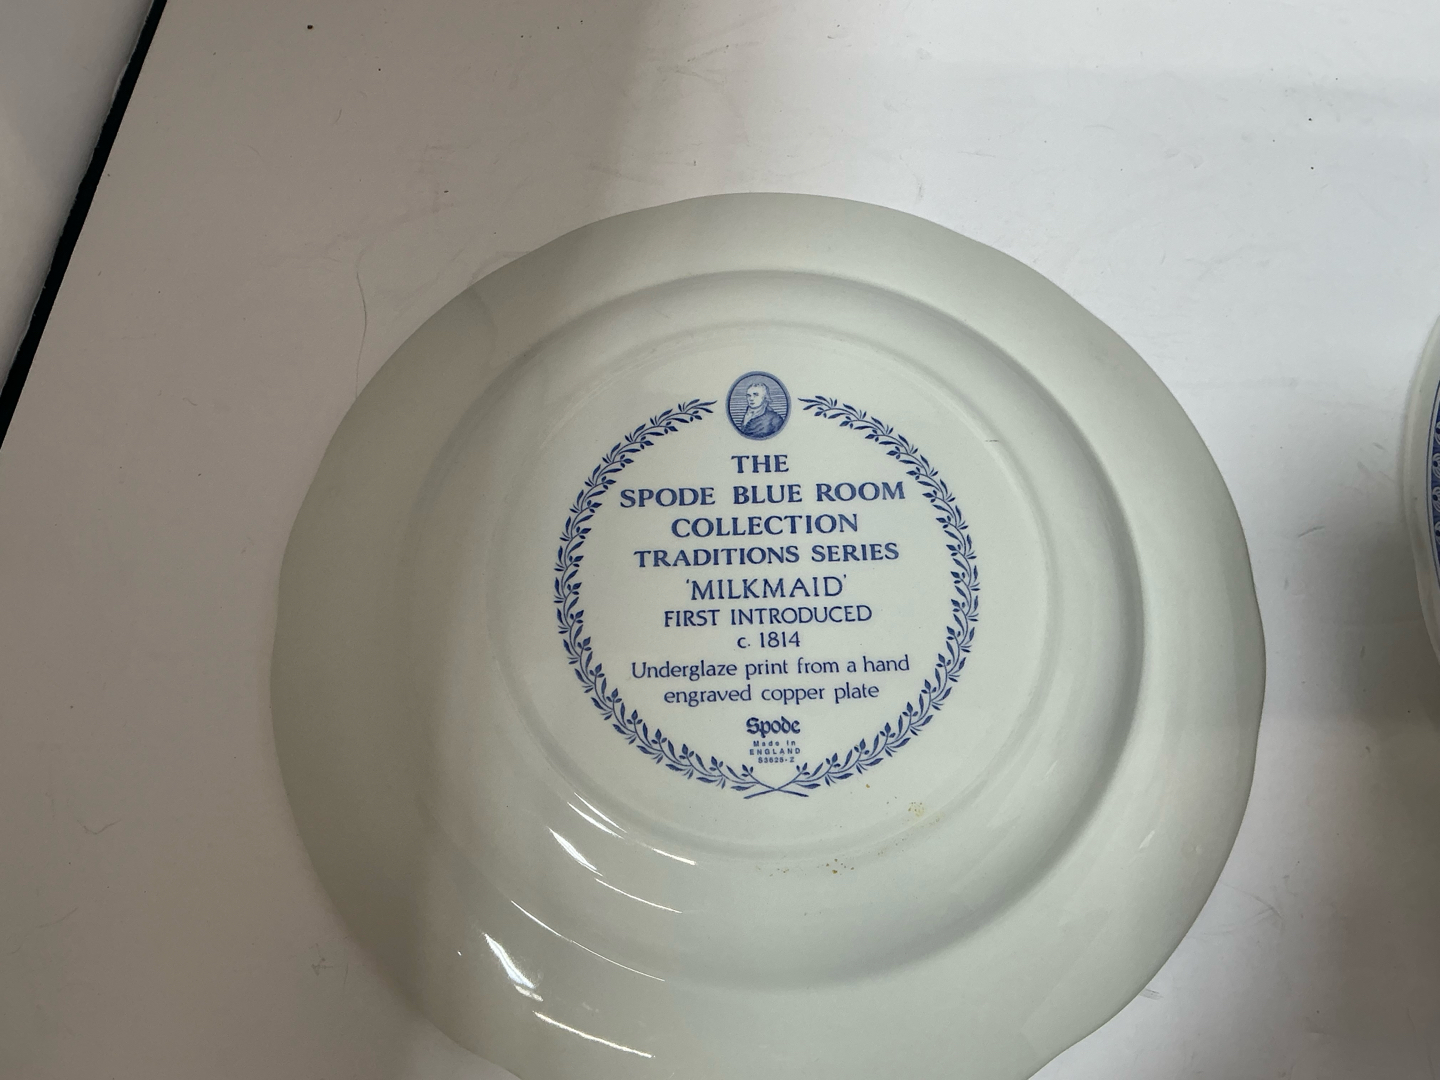 THE
SPODE BLUE ROOM
COLLECTION
TRADITIONS SERIES
'MILKMAID'
FIRST INTRODUCED
c. 1814
Underglaze print from a hand
engraved copper plate
Spode
Made in
ENGLAND
S3628-Z